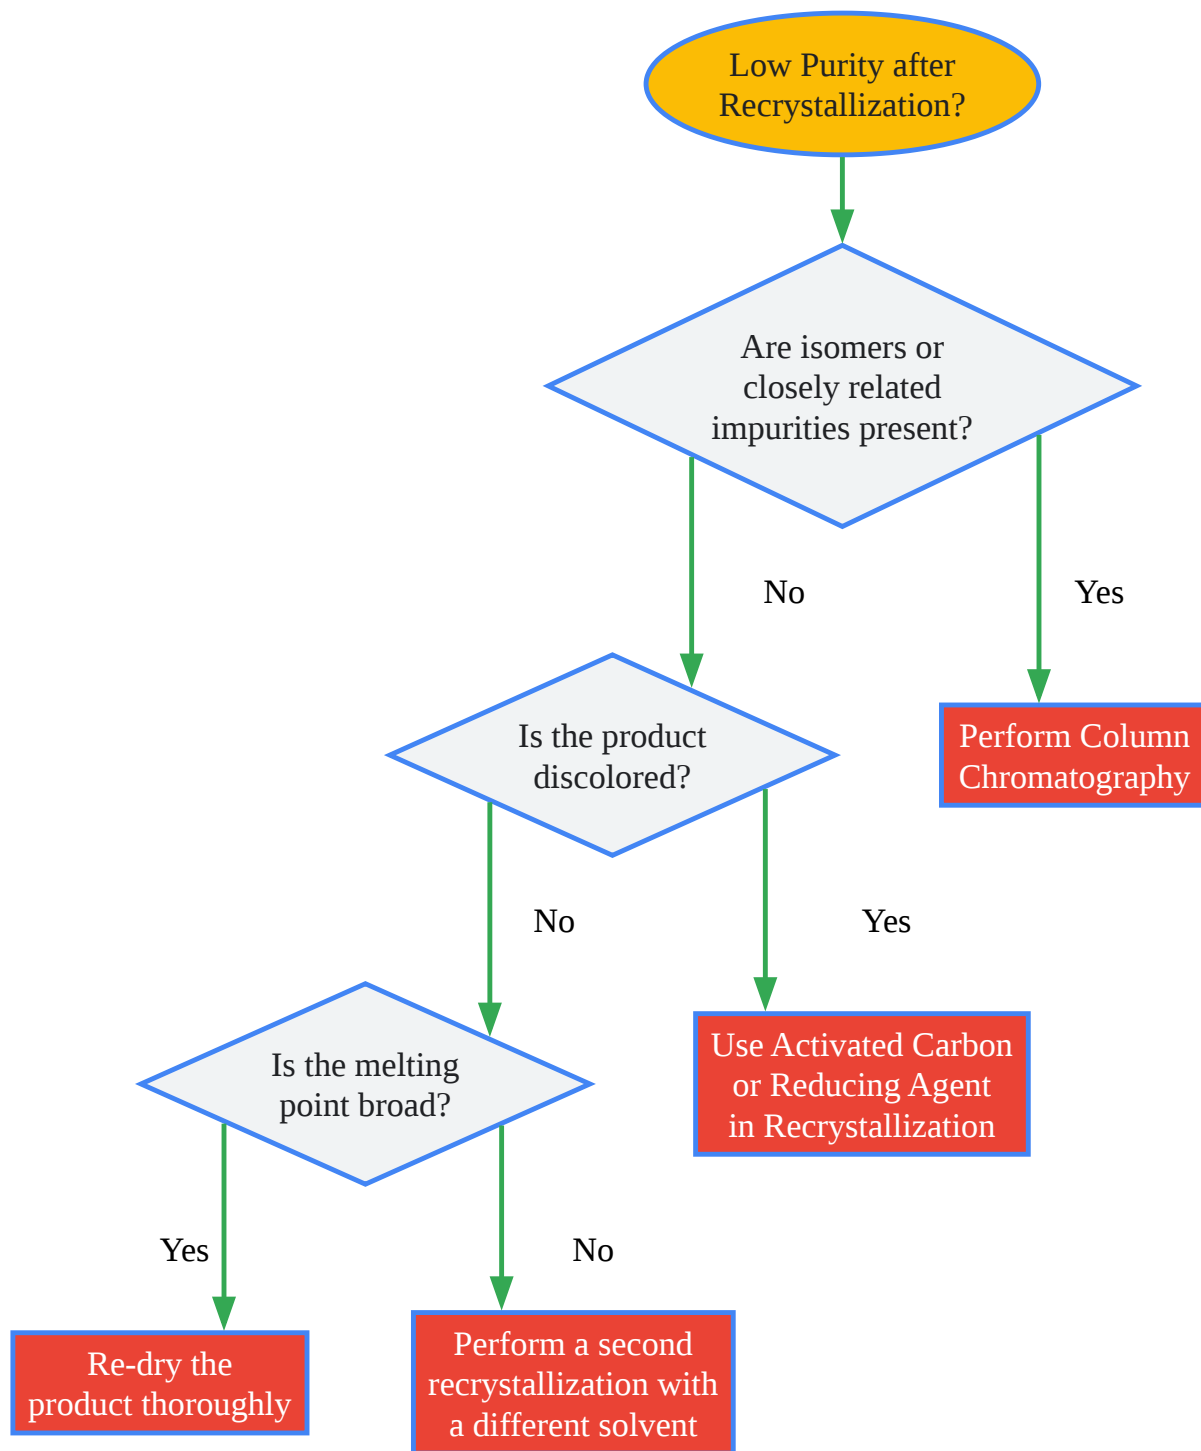 Low Purity after
Recrystallization?
Are isomers or
closely related
impurities present?
No
Yes
Is the product
discolored?
Perform Column
Chromatography
No
Yes
Is the melting
point broad?
Use Activated Carbon
or Reducing Agent
in Recrystallization
Yes
No
Re-dry the
product thoroughly
Perform a second
recrystallization with
a different solvent